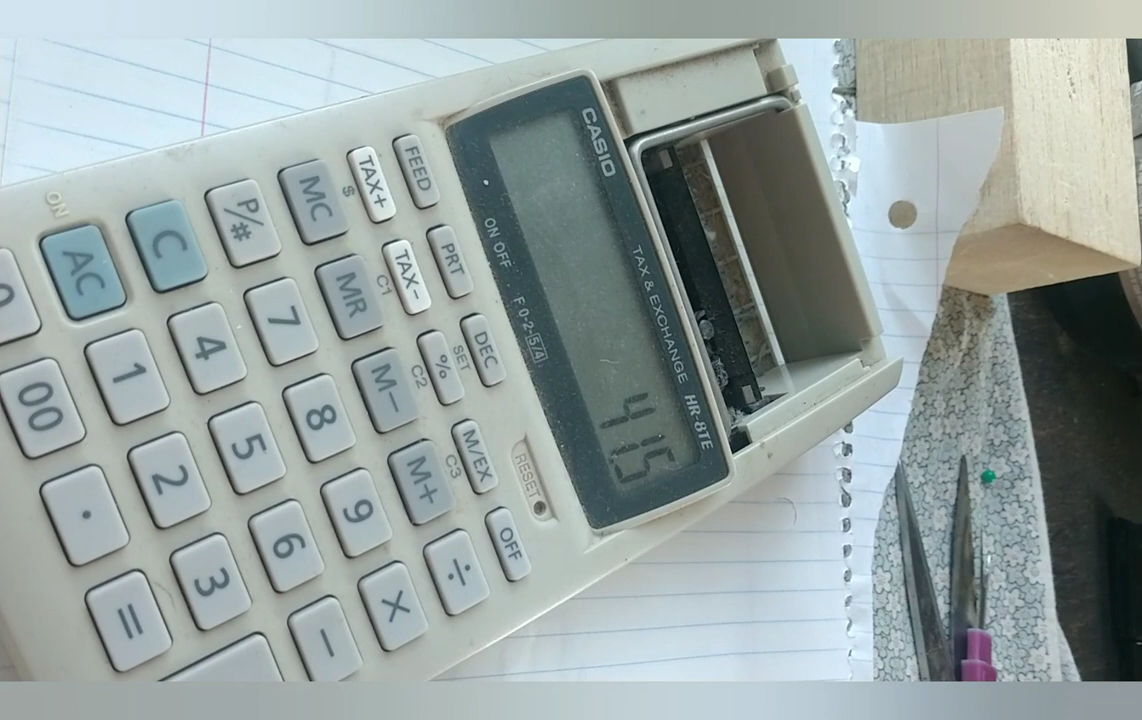 CASIO
TAX & EXCHANGE HR-8TE
415
ON OFF F 0-2-5/4
FEED PRT DEC SET M/EX OFF
RESET
TAX+ TAX- % ÷
$ C1 C2 C3
MC MR M- M+ ×
P/# 7 8 9 −
C 4 5 6
ON
AC 1 2 3
0 00 · =